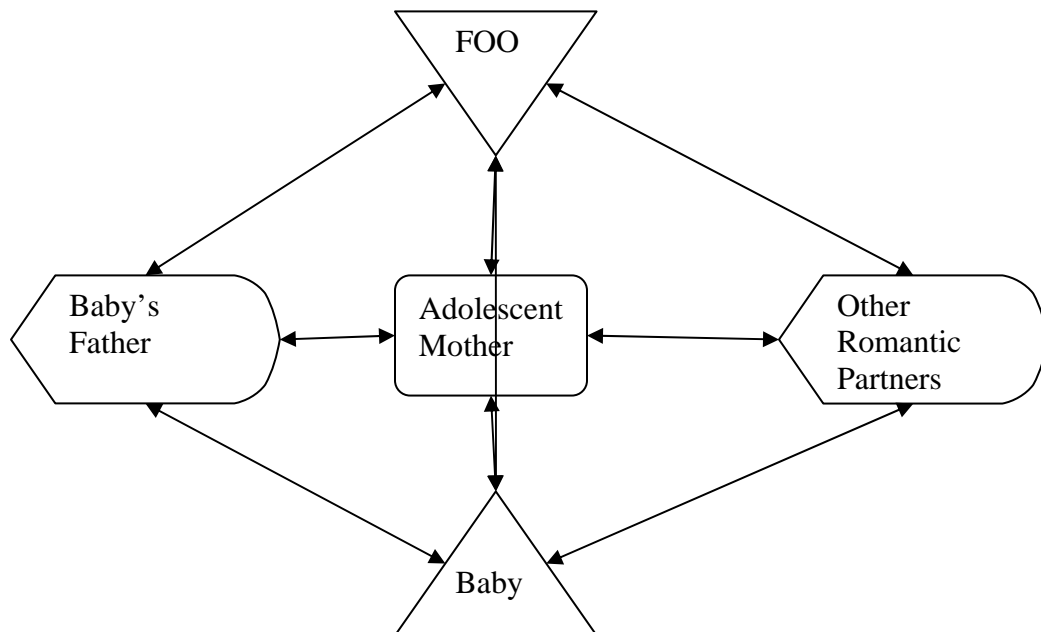 FOO
Baby’s
Father
Adolescent
Mother
Other
Romantic
Partners
Baby